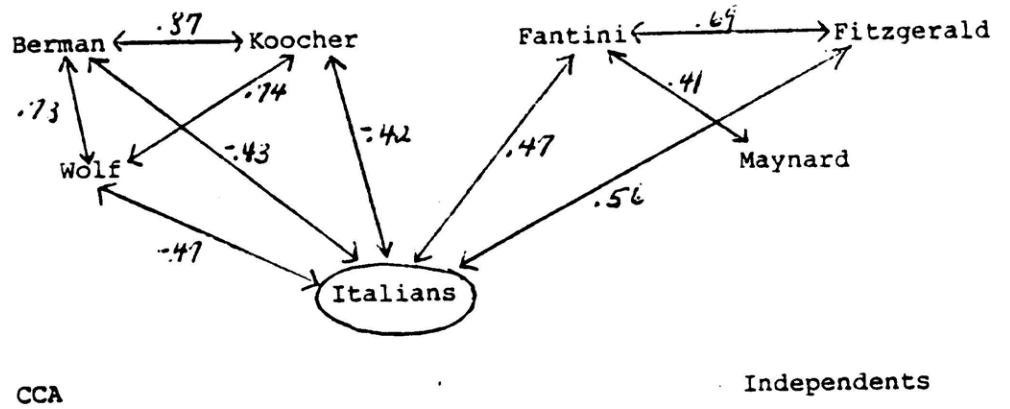 .87
.69
Berman Koocher Fantini Fitzgerald
.73 .74 .41
-.43 -.42 .47
Wolf Maynard
.56
-.47
Italians
CCA Independents